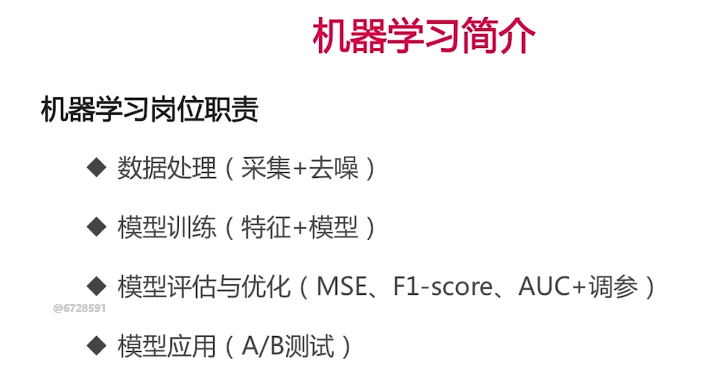 机器学习简介
机器学习岗位职责
◆ 数据处理（采集+去噪）
◆ 模型训练（特征+模型）
◆ 模型评估与优化（MSE、F1-score、AUC+调参）
@6728591
◆ 模型应用（A/B测试）